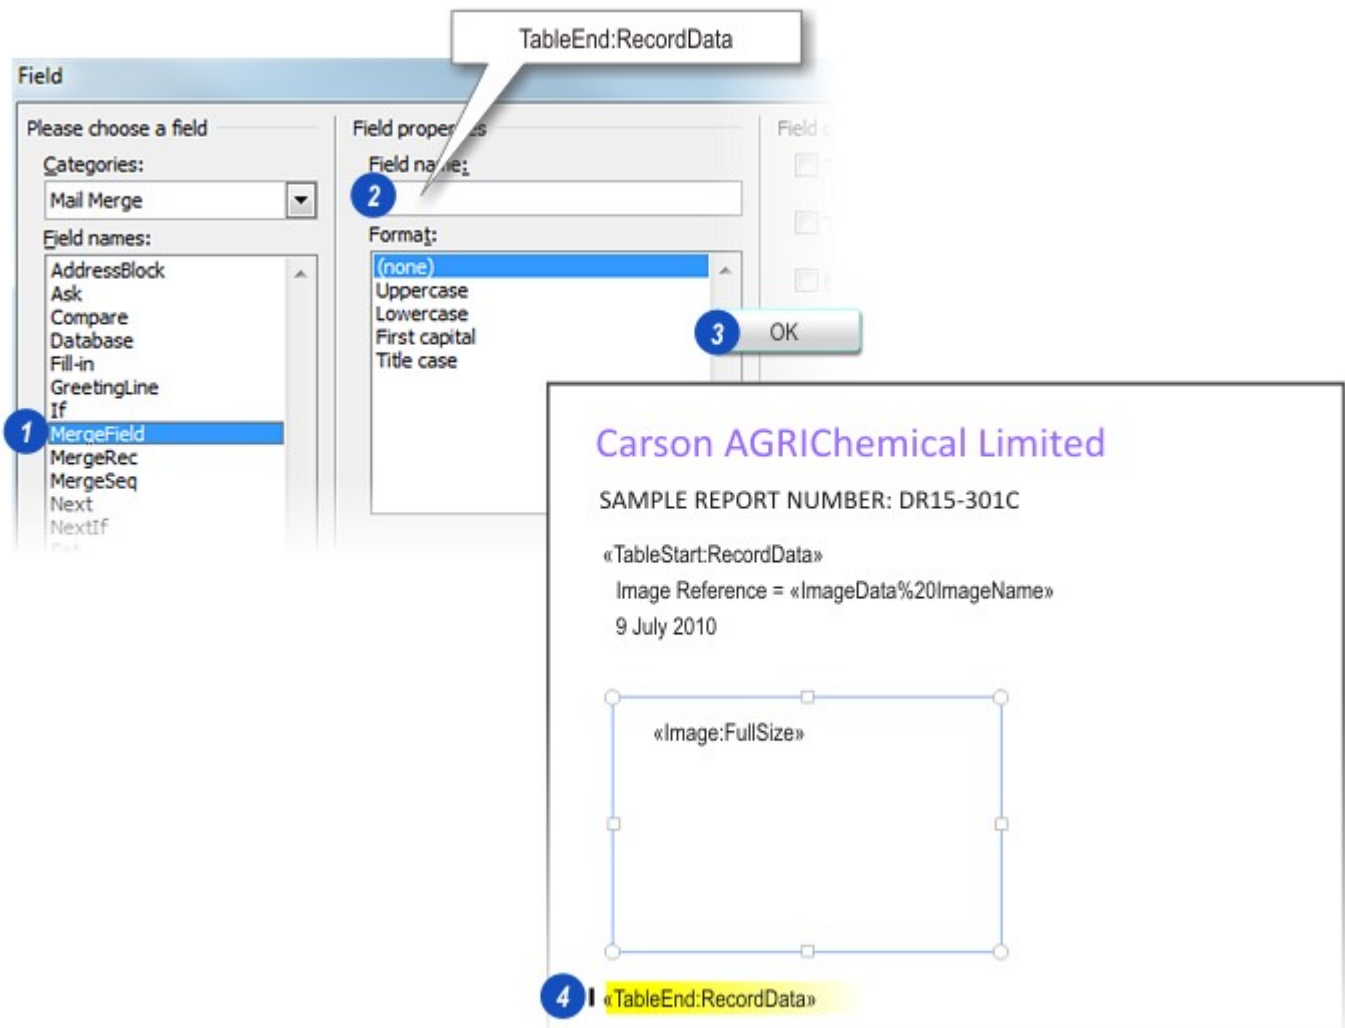 TableEnd:RecordData
Field
Please choose a field
Categories:
Mail Merge
Field names:
AddressBlock
Ask
Compare
Database
Fill-in
GreetingLine
If
1 MergeField
MergeRec
MergeSeq
Next
NextIf
Set
Field properties
Field name:
2
Format:
(none)
Uppercase
Lowercase
First capital
Title case
Field
3 OK
Carson AGRIChemical Limited
SAMPLE REPORT NUMBER: DR15-301C
«TableStart:RecordData»
Image Reference = «ImageData%20ImageName»
9 July 2010
«Image:FullSize»
4 «TableEnd:RecordData»